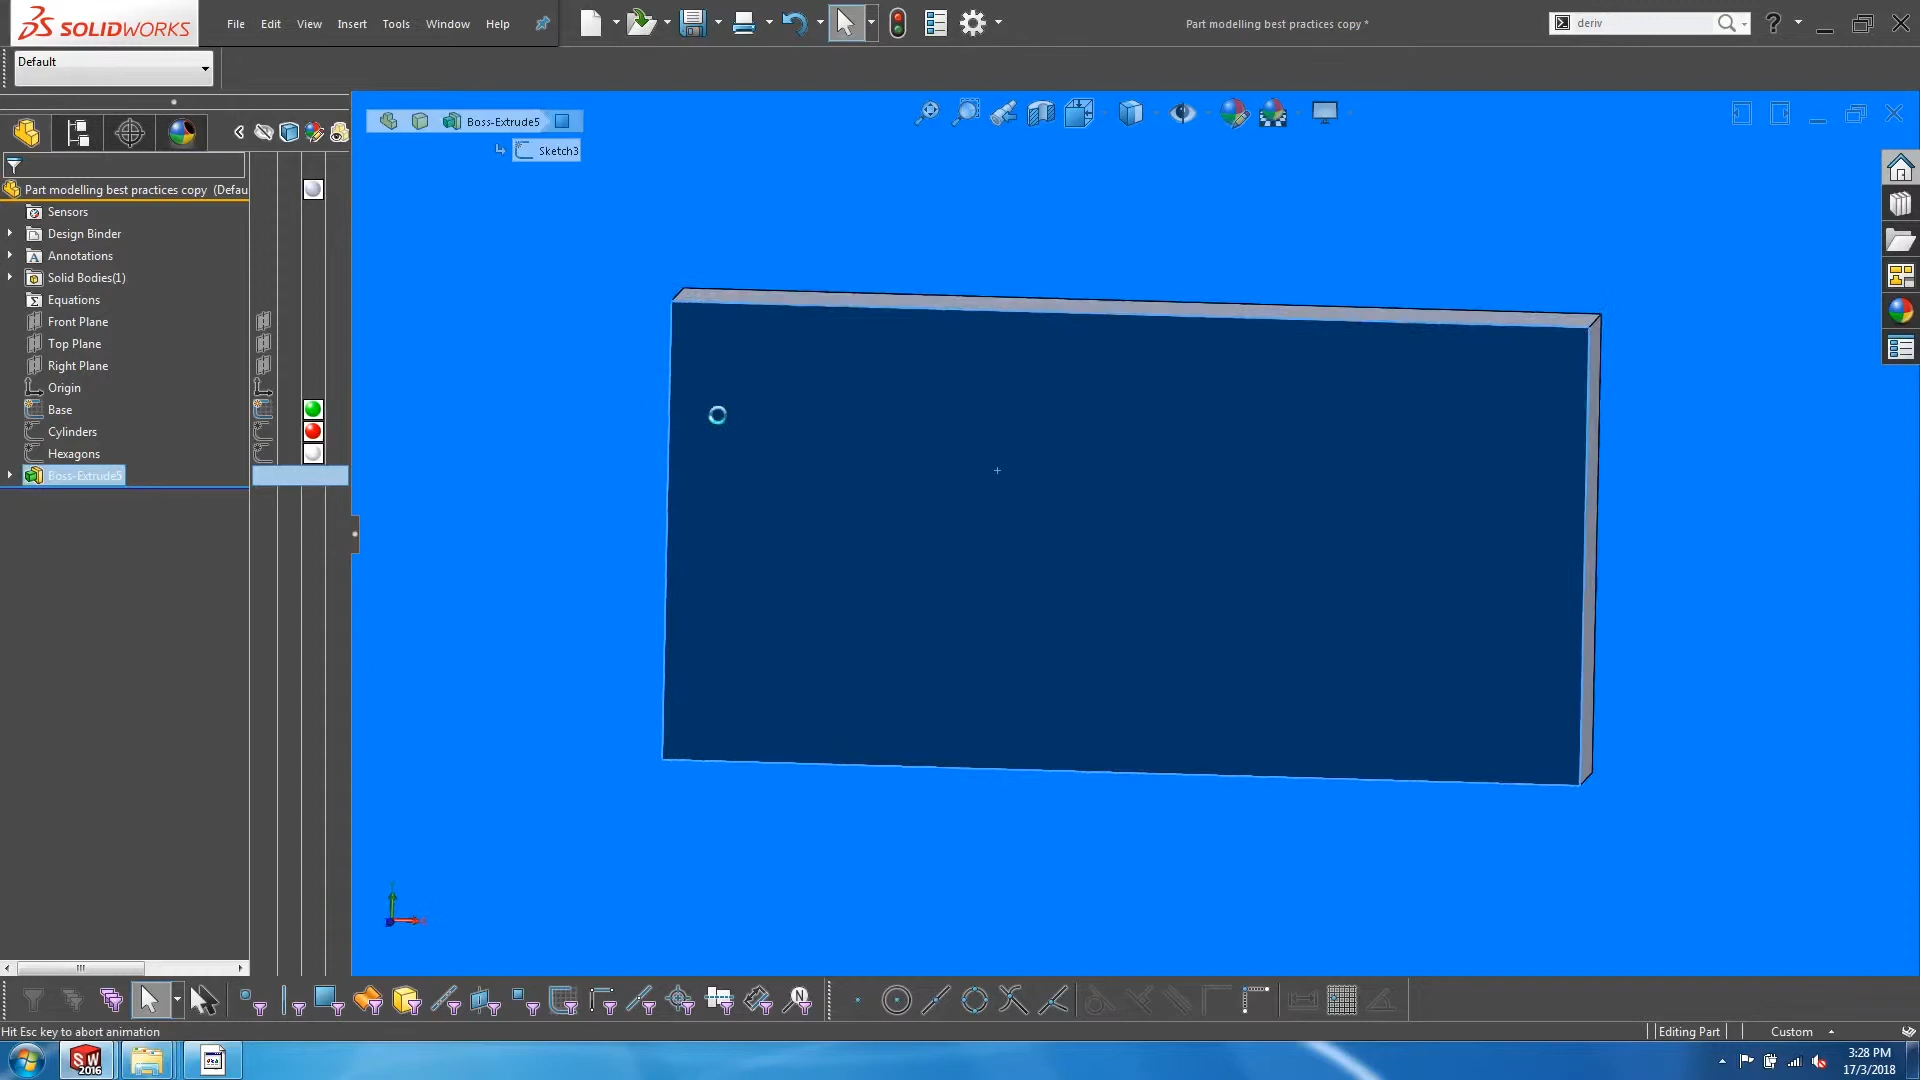 SOLIDWORKS
File Edit View Insert Tools Window Help
Part modelling best practices copy *
deriv
Default
Boss-Extrude5
Sketch3
Part modelling best practices copy (Defau
Sensors
Design Binder
Annotations
Solid Bodies(1)
Equations
Front Plane
Top Plane
Right Plane
Origin
Base
Cylinders
Hexagons
Boss-Extrude5
Hit Esc key to abort animation
Editing Part
Custom
SW
2016
3:28 PM
17/3/2018